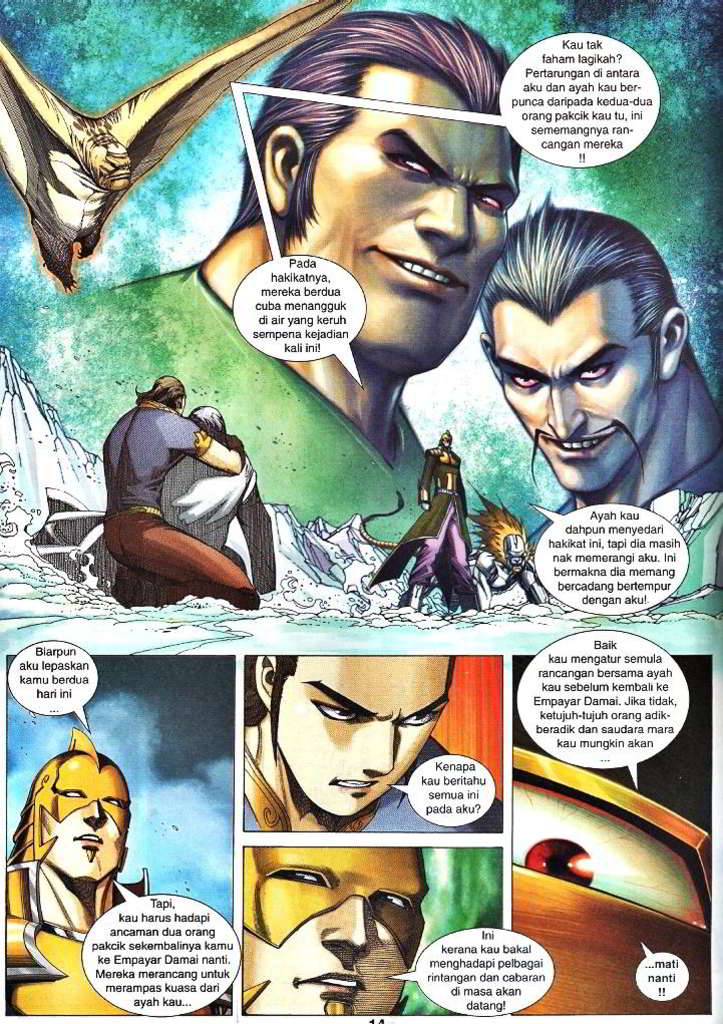 Kau tak
faham lagikah?
Pertarungan di antara
aku dan ayah kau ber-
punca daripada kedua-dua
orang pakcik kau tu, ini
sememangnya ran-
cangan mereka
!!
Pada
hakikatnya,
mereka berdua
cuba menangguk
di air yang keruh
sempena kejadian
kali ini!
Ayah kau
dahpun menyedari
hakikat ini, tapi dia masih
nak memerangi aku. Ini
bermakna dia memang
bercadang bertempur
dengan aku!
Biarpun
aku lepaskan
kamu berdua
hari ini
...
Tapi,
kau harus hadapi
ancaman dua orang
pakcik sekembalinya kamu
ke Empayar Damai nanti.
Mereka merancang untuk
merampas kuasa dari
ayah kau...
Kenapa
kau beritahu
semua ini
pada aku?
Ini
kerana kau bakal
menghadapi pelbagai
rintangan dan cabaran
di masa akan
datang!
Baik
kau mengatur semula
rancangan bersama ayah
kau sebelum kembali ke
Empayar Damai. Jika tidak,
ketujuh-tujuh orang adik-
beradik dan saudara mara
kau mungkin akan
...
...mati
nanti
!!
14